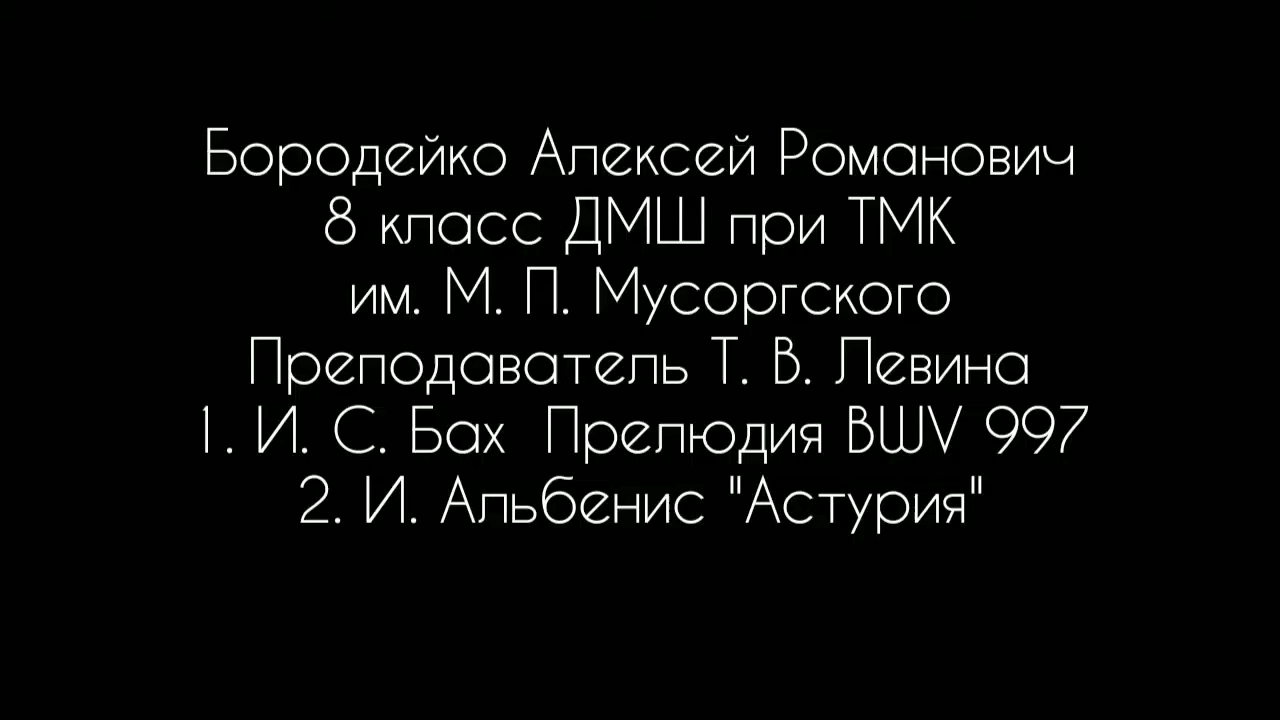 Бородейко Алексей Романович
8 класс ДМШ при ТМК
им. М. П. Мусоргского
Преподаватель Т. В. Левина
1. И. С. Бах Прелюдия BWV 997
2. И. Альбенис "Астурия"